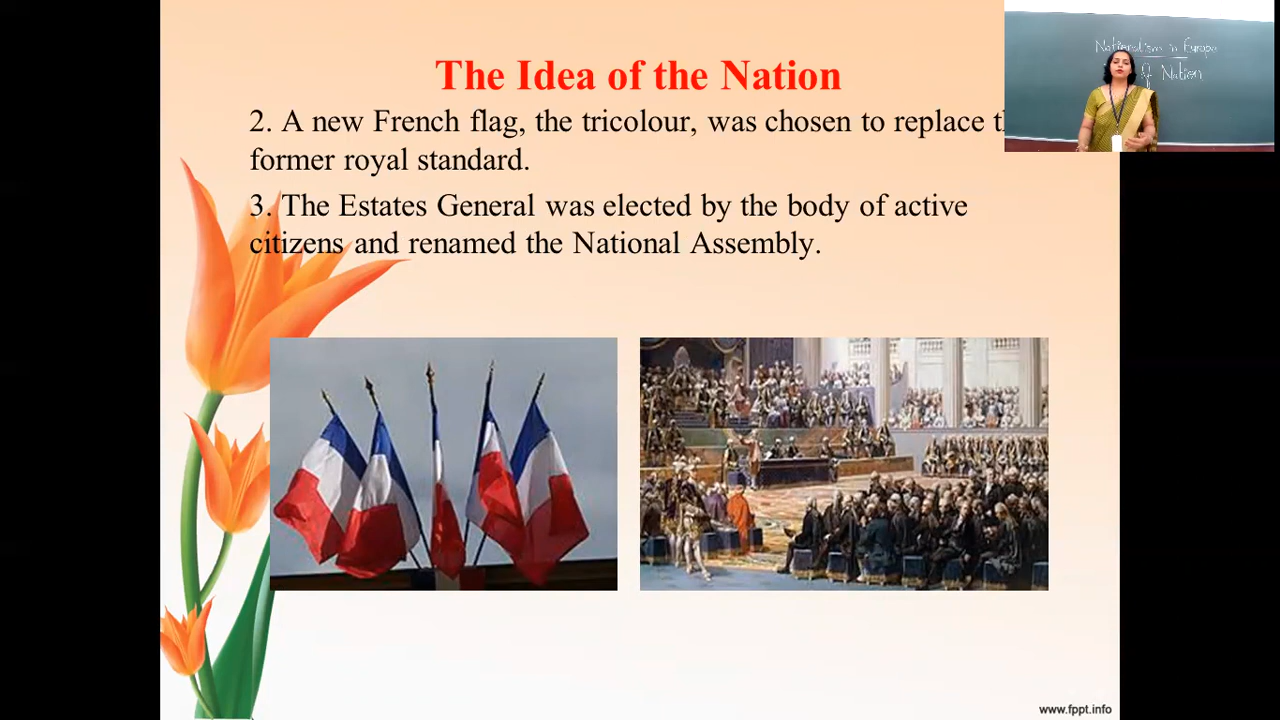 The Idea of the Nation
2. A new French flag, the tricolour, was chosen to replace
former royal standard.
3. The Estates General was elected by the body of active
citizens and renamed the National Assembly.
Nationalism in Europe
of Nation
www.fppt.info